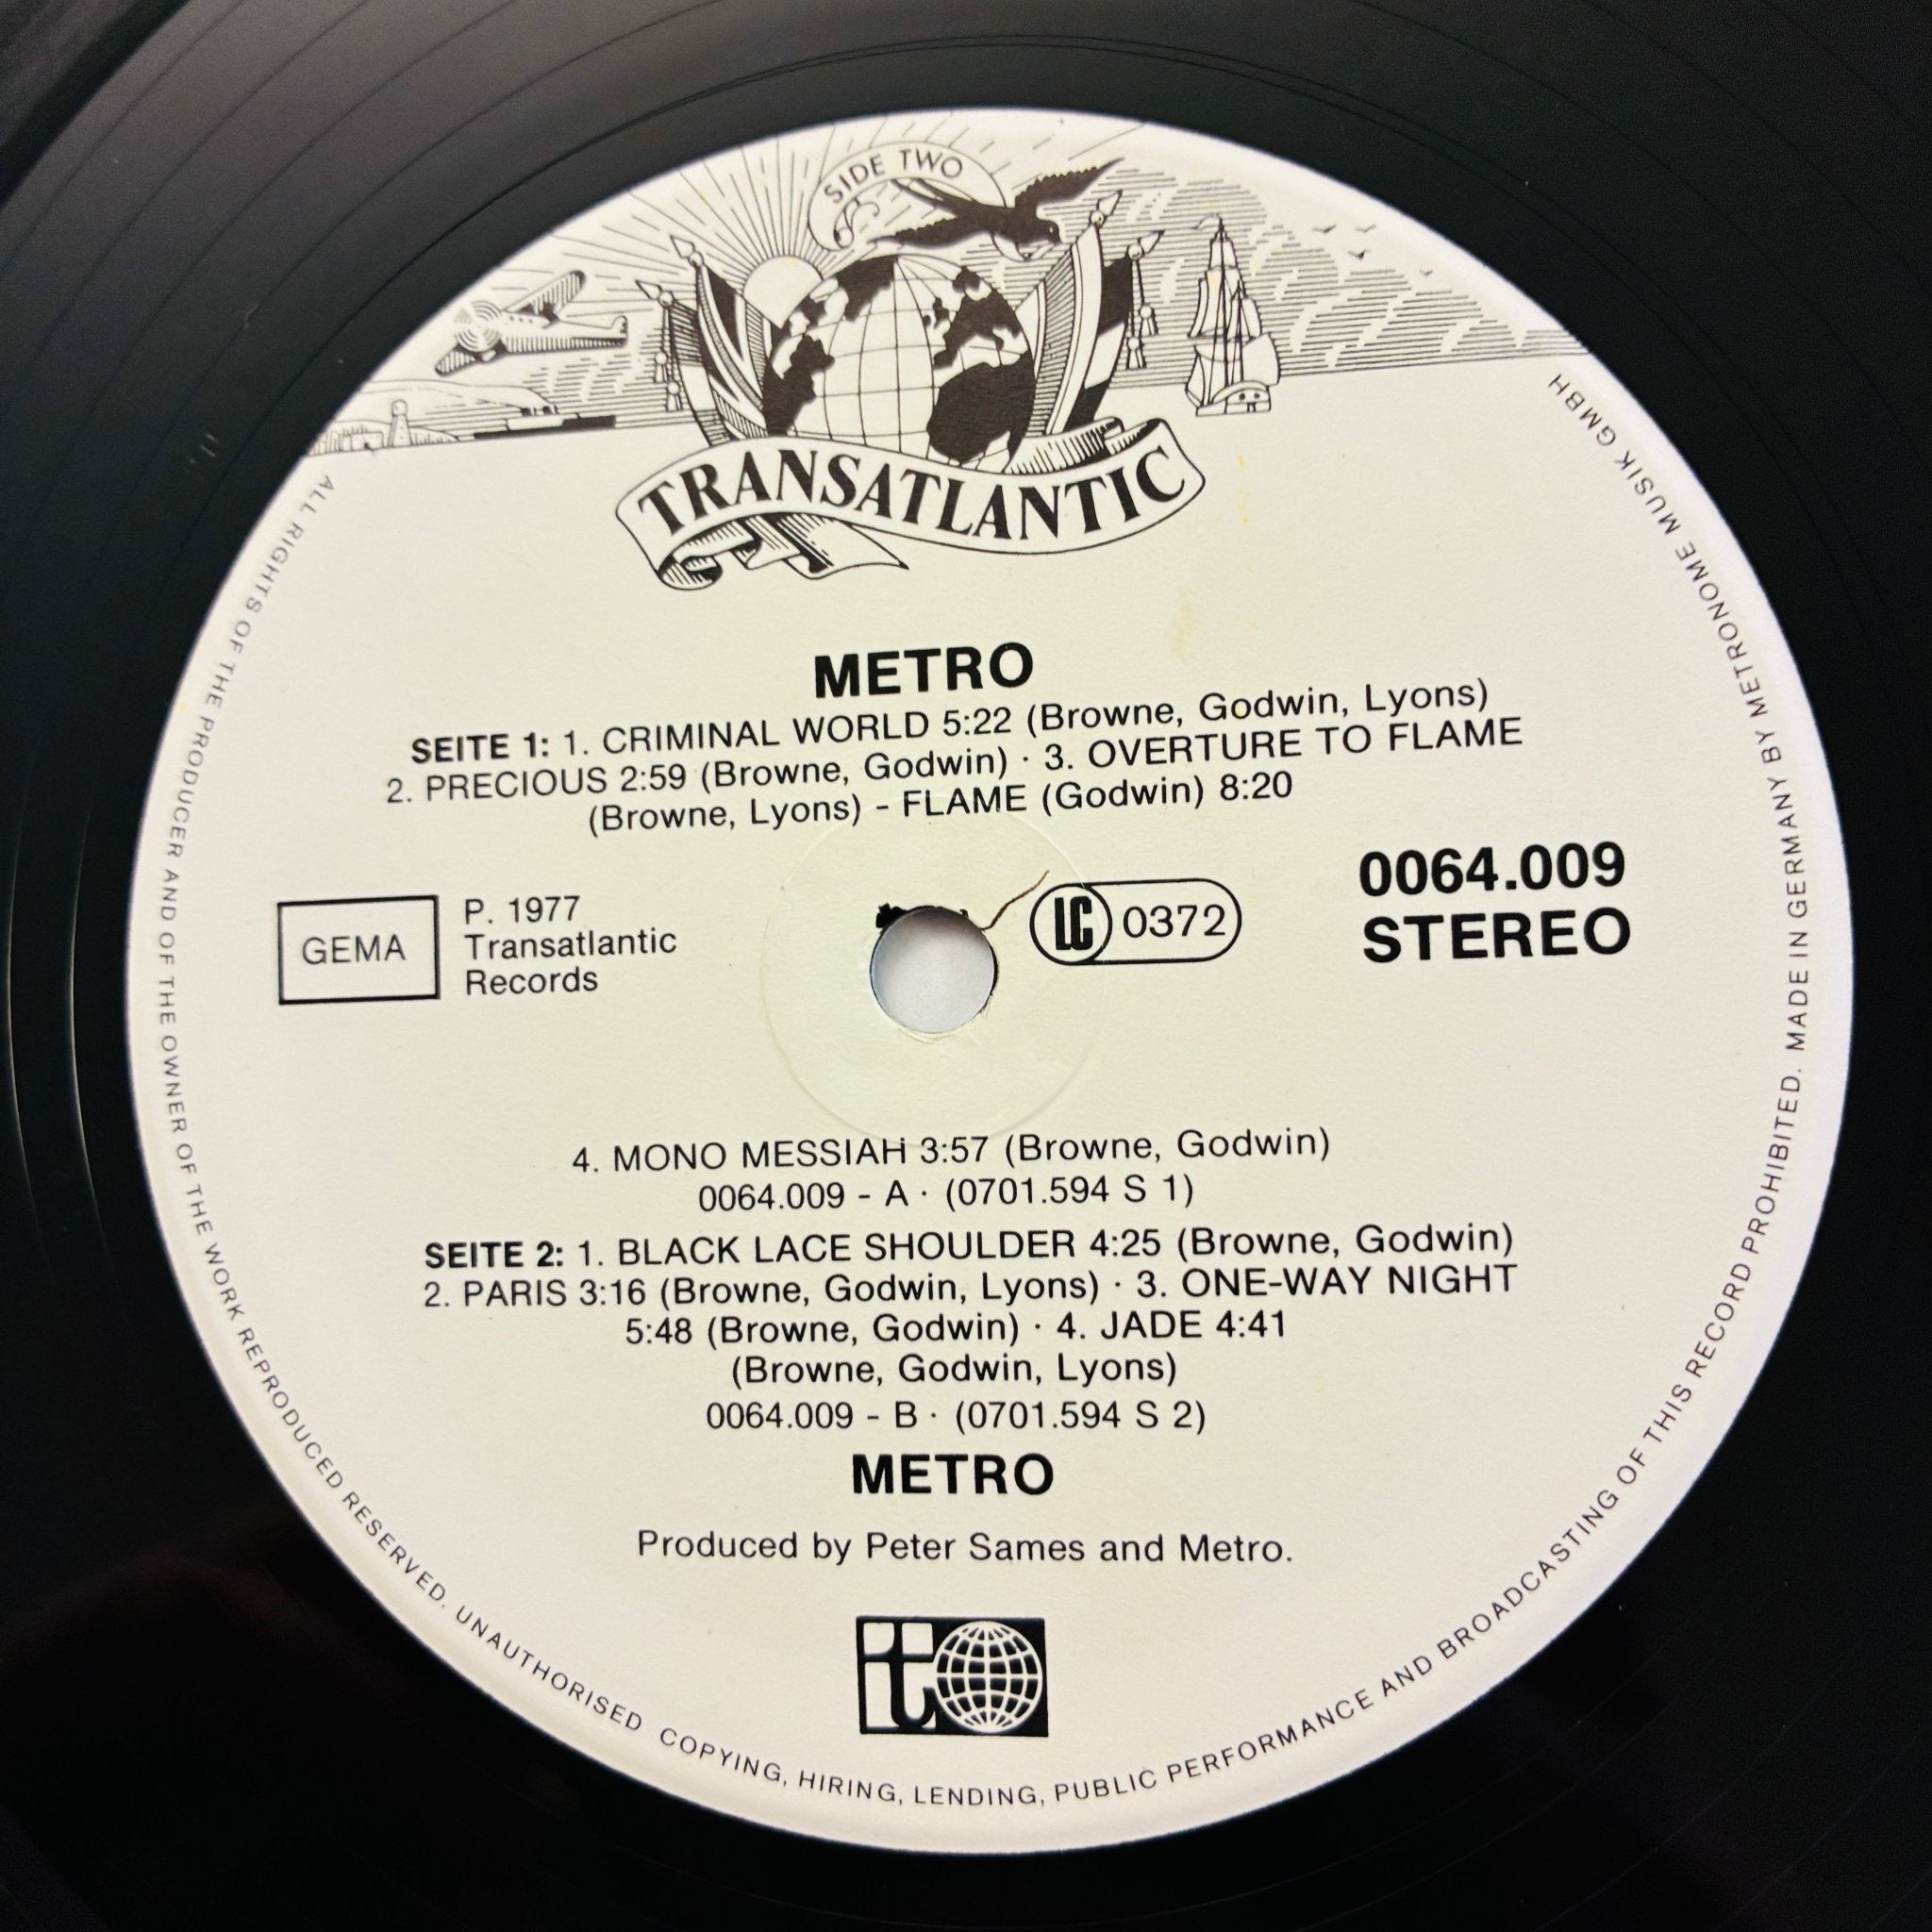 SIDE TWO
TRANSATLANTIC
METRO
SEITE 1: 1. CRIMINAL WORLD 5:22 (Browne, Godwin, Lyons)
2. PRECIOUS 2:59 (Browne, Godwin) · 3. OVERTURE TO FLAME
(Browne, Lyons) - FLAME (Godwin) 8:20
GEMA
P. 1977
Transatlantic
Records
LC 0372
0064.009
STEREO
4. MONO MESSIAH 3:57 (Browne, Godwin)
0064.009 - A · (0701.594 S 1)
SEITE 2: 1. BLACK LACE SHOULDER 4:25 (Browne, Godwin)
2. PARIS 3:16 (Browne, Godwin, Lyons) · 3. ONE-WAY NIGHT
5:48 (Browne, Godwin) · 4. JADE 4:41
(Browne, Godwin, Lyons)
0064.009 - B · (0701.594 S 2)
METRO
Produced by Peter Sames and Metro.
it
ALL RIGHTS OF THE PRODUCER AND OF THE OWNER OF THE WORK REPRODUCED RESERVED. UNAUTHORISED COPYING, HIRING, LENDING, PUBLIC PERFORMANCE AND BROADCASTING OF THIS RECORD PROHIBITED. MADE IN GERMANY BY METRONOME MUSIK GMBH